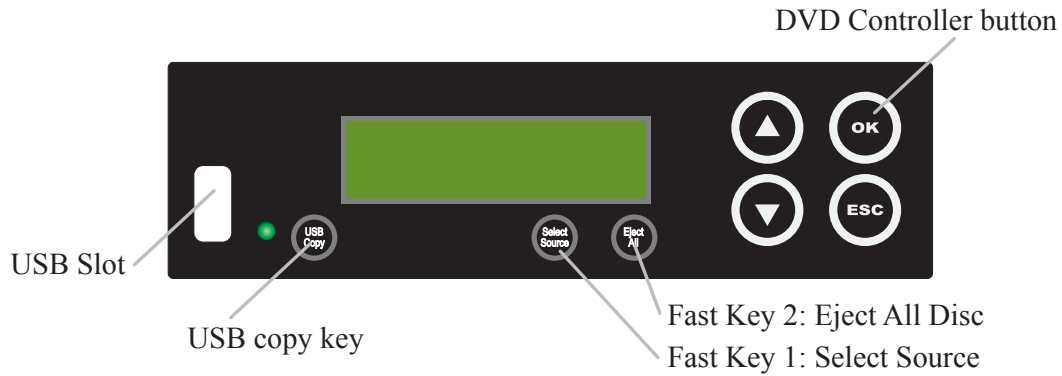 DVD Controller button
OK
USB
Copy
Select
Source
Eject
All
ESC
USB Slot
USB copy key
Fast Key 2: Eject All Disc
Fast Key 1: Select Source